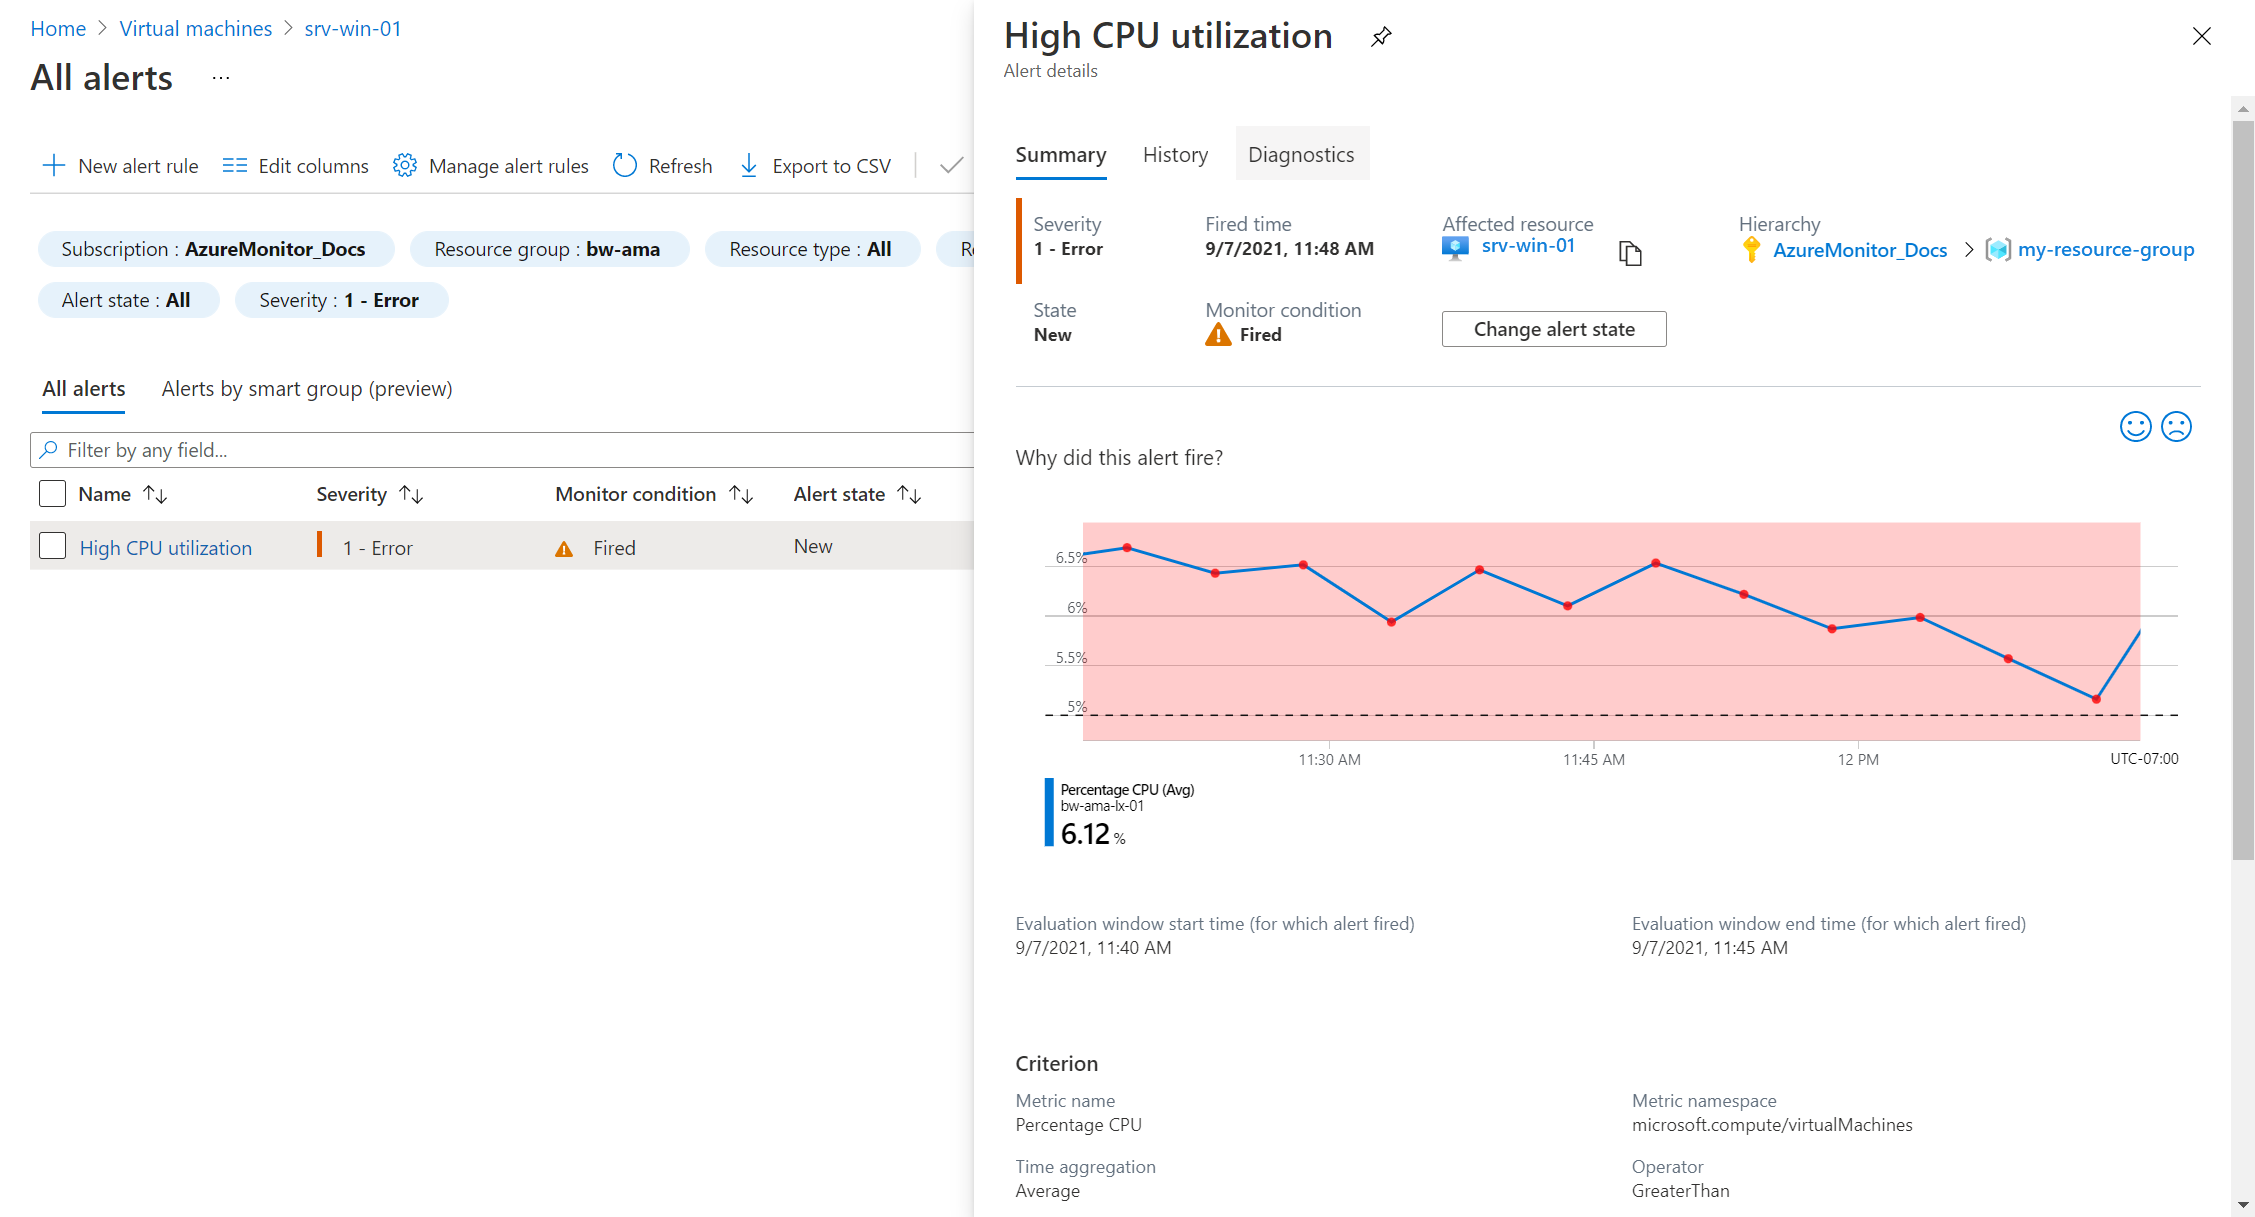 Home > Virtual machines > srv-win-01
All alerts ...
New alert rule Edit columns Manage alert rules Refresh Export to CSV
Subscription : AzureMonitor_Docs Resource group : bw-ama Resource type : All
Alert state : All Severity : 1 - Error
All alerts Alerts by smart group (preview)
Filter by any field...
Name Severity Monitor condition Alert state
High CPU utilization 1 - Error Fired New
High CPU utilization
Alert details
Summary History Diagnostics
Severity Fired time Affected resource Hierarchy
1 - Error 9/7/2021, 11:48 AM srv-win-01 AzureMonitor_Docs > my-resource-group
State Monitor condition
New Fired Change alert state
Why did this alert fire?
6.5%
6%
5.5%
5%
11:30 AM 11:45 AM 12 PM UTC-07:00
Percentage CPU (Avg)
bw-ama-lx-01
6.12 %
Evaluation window start time (for which alert fired) Evaluation window end time (for which alert fired)
9/7/2021, 11:40 AM 9/7/2021, 11:45 AM
Criterion
Metric name Metric namespace
Percentage CPU microsoft.compute/virtualMachines
Time aggregation Operator
Average GreaterThan